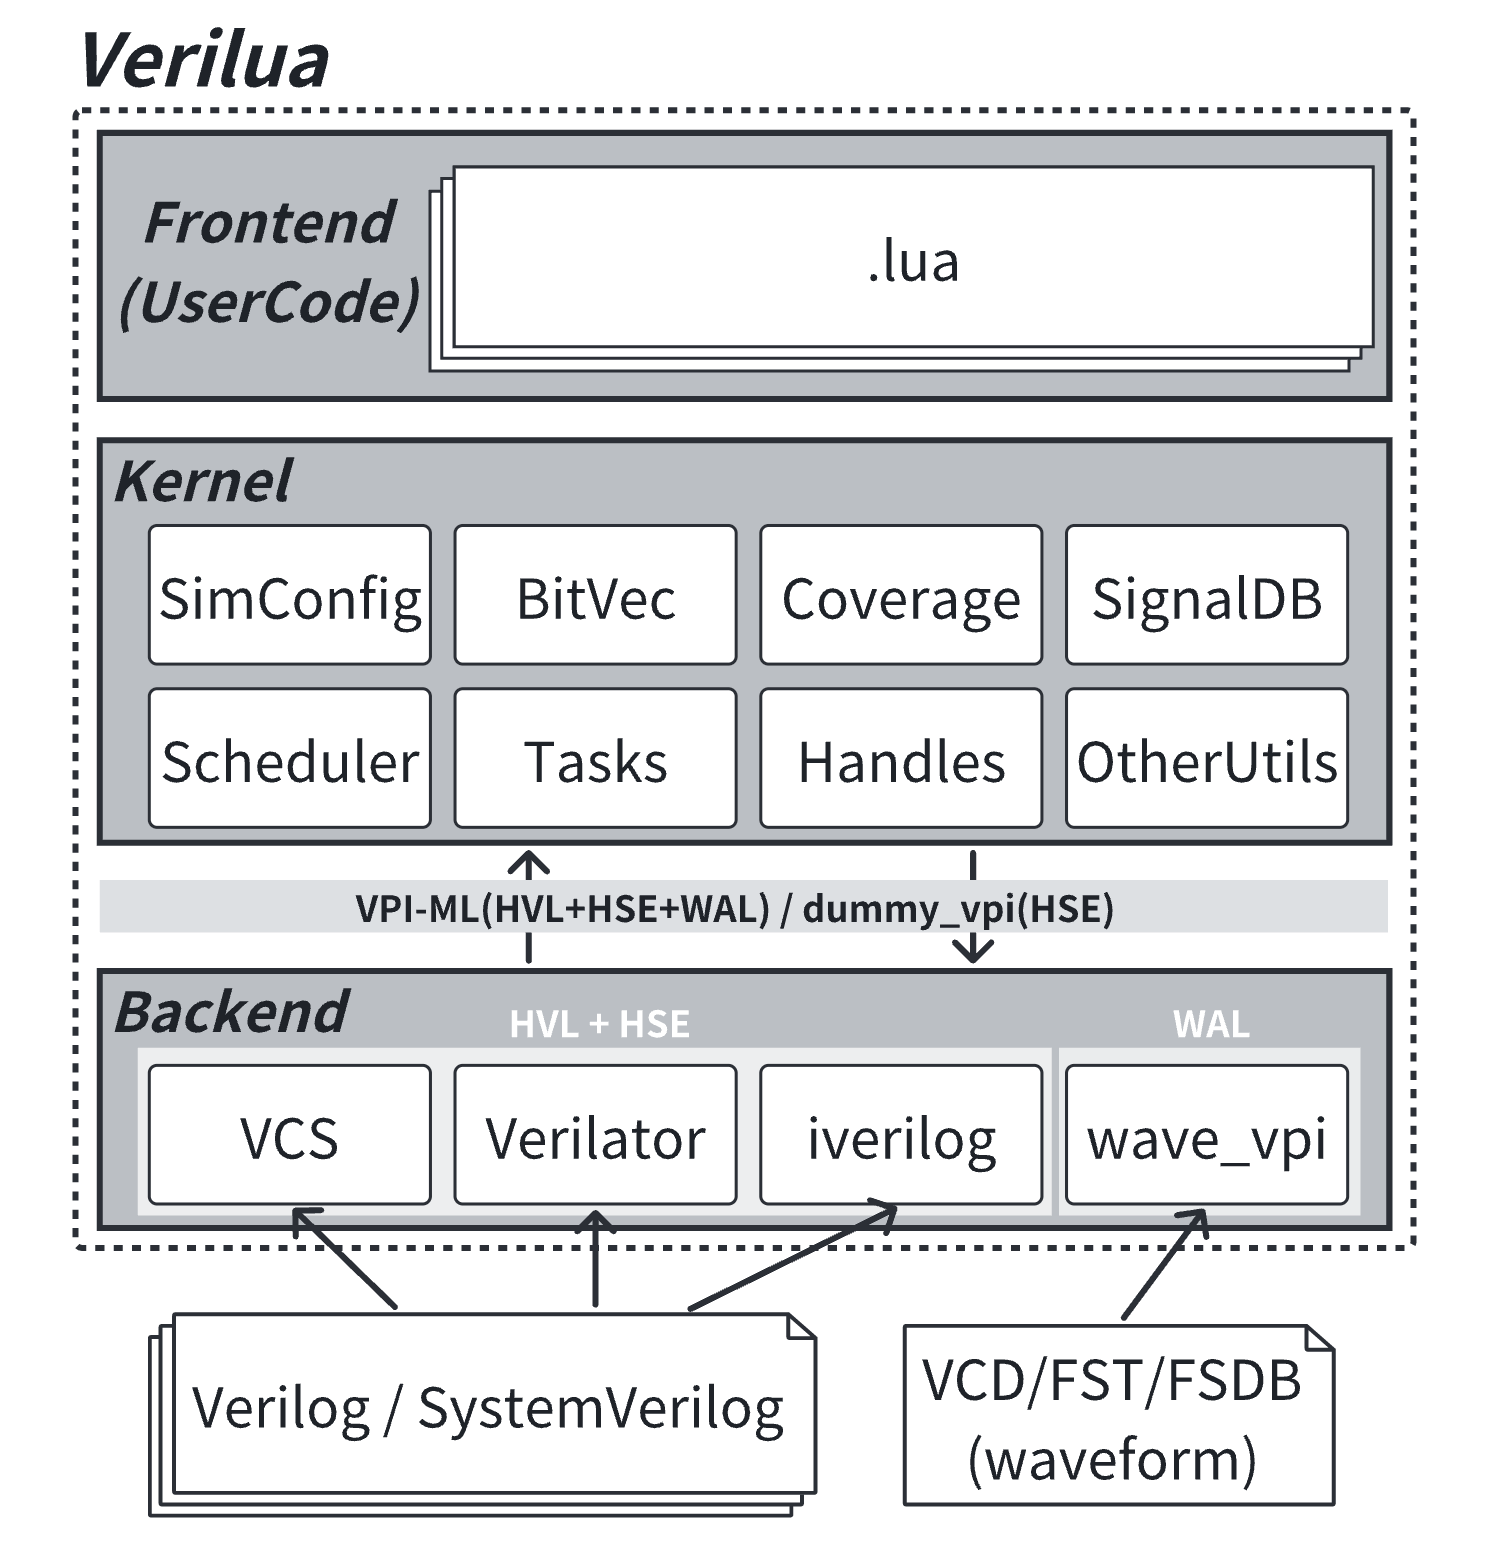 Verilua
Frontend
(UserCode)
.lua
Kernel
SimConfig
BitVec
Coverage
SignalDB
Scheduler
Tasks
Handles
OtherUtils
VPI-ML(HVL+HSE+WAL) / dummy_vpi(HSE)
Backend
HVL + HSE
WAL
VCS
Verilator
iverilog
wave_vpi
Verilog / SystemVerilog
VCD/FST/FSDB
(waveform)